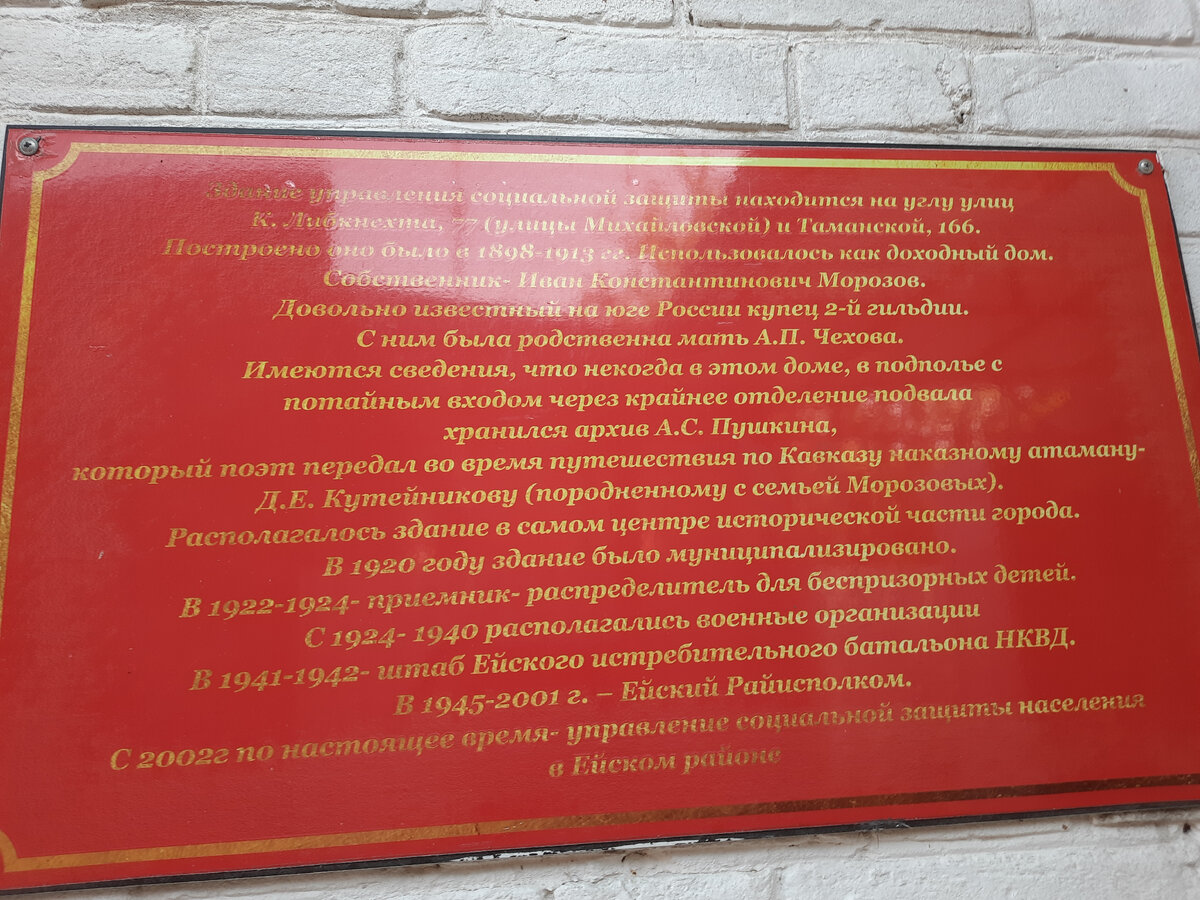 Здание управления социальной защиты находится на углу улиц
К. Либкнехта, 77 (улицы Михайловской) и Таманской, 166.
Построено оно было в 1898-1913 гг. Использовалось как доходный дом.
Собственник- Иван Константинович Морозов.
Довольно известный на юге России купец 2-й гильдии.
С ним была родственна мать А.П. Чехова.
Имеются сведения, что некогда в этом доме, в подполье с
потайным входом через крайнее отделение подвала
хранился архив А.С. Пушкина,
который поэт передал во время путешествия по Кавказу наказному атаману-
Д.Е. Кутейникову (породненному с семьей Морозовых).
Располагалось здание в самом центре исторической части города.
В 1920 году здание было муниципализировано.
В 1922-1924- приемник- распределитель для беспризорных детей.
С 1924- 1940 располагались военные организации
В 1941-1942- штаб Ейского истребительного батальона НКВД.
В 1945-2001 г. – Ейский Райисполком.
С 2002г по настоящее время- управление социальной защиты населения
в Ейском районе